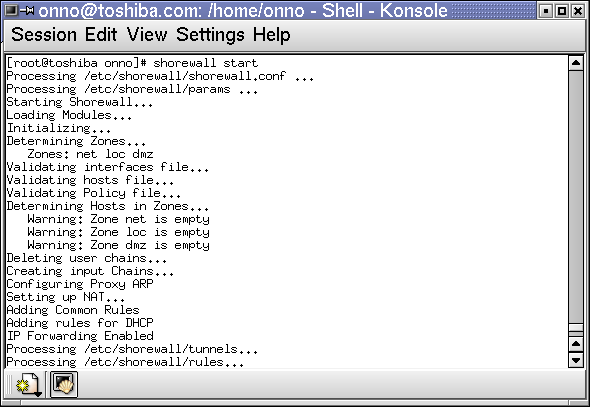 onno@toshiba.com: /home/onno - Shell - Konsole
Session Edit View Settings Help
[root@toshiba onno]# shorewall start
Processing /etc/shorewall/shorewall.conf ...
Processing /etc/shorewall/params ...
Starting Shorewall...
Loading Modules...
Initializing...
Determining Zones...
   Zones: net loc dmz
Validating interfaces file...
Validating hosts file...
Validating Policy file...
Determining Hosts in Zones...
   Warning: Zone net is empty
   Warning: Zone loc is empty
   Warning: Zone dmz is empty
Deleting user chains...
Creating input Chains...
Configuring Proxy ARP
Setting up NAT...
Adding Common Rules
Adding rules for DHCP
IP Forwarding Enabled
Processing /etc/shorewall/tunnels...
Processing /etc/shorewall/rules...